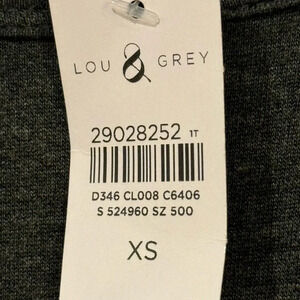 LOU & GREY
29028252 1T
D346 CL008 C6406
S 524960 SZ 500
XS